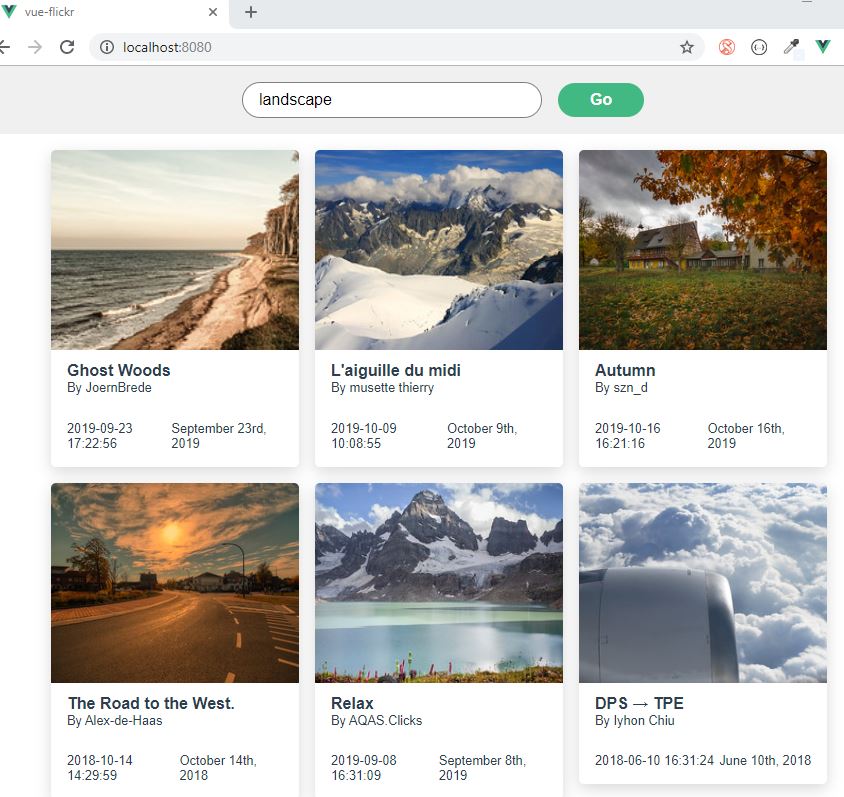 vue-flickr
localhost:8080
landscape
Go
Ghost Woods
By JoernBrede
2019-09-23
17:22:56
September 23rd,
2019
L'aiguille du midi
By musette thierry
2019-10-09
10:08:55
October 9th,
2019
Autumn
By szn_d
2019-10-16
16:21:16
October 16th,
2019
The Road to the West.
By Alex-de-Haas
2018-10-14
14:29:59
October 14th,
2018
Relax
By AQAS.Clicks
2019-09-08
16:31:09
September 8th,
2019
DPS → TPE
By Iyhon Chiu
2018-06-10 16:31:24 June 10th, 2018